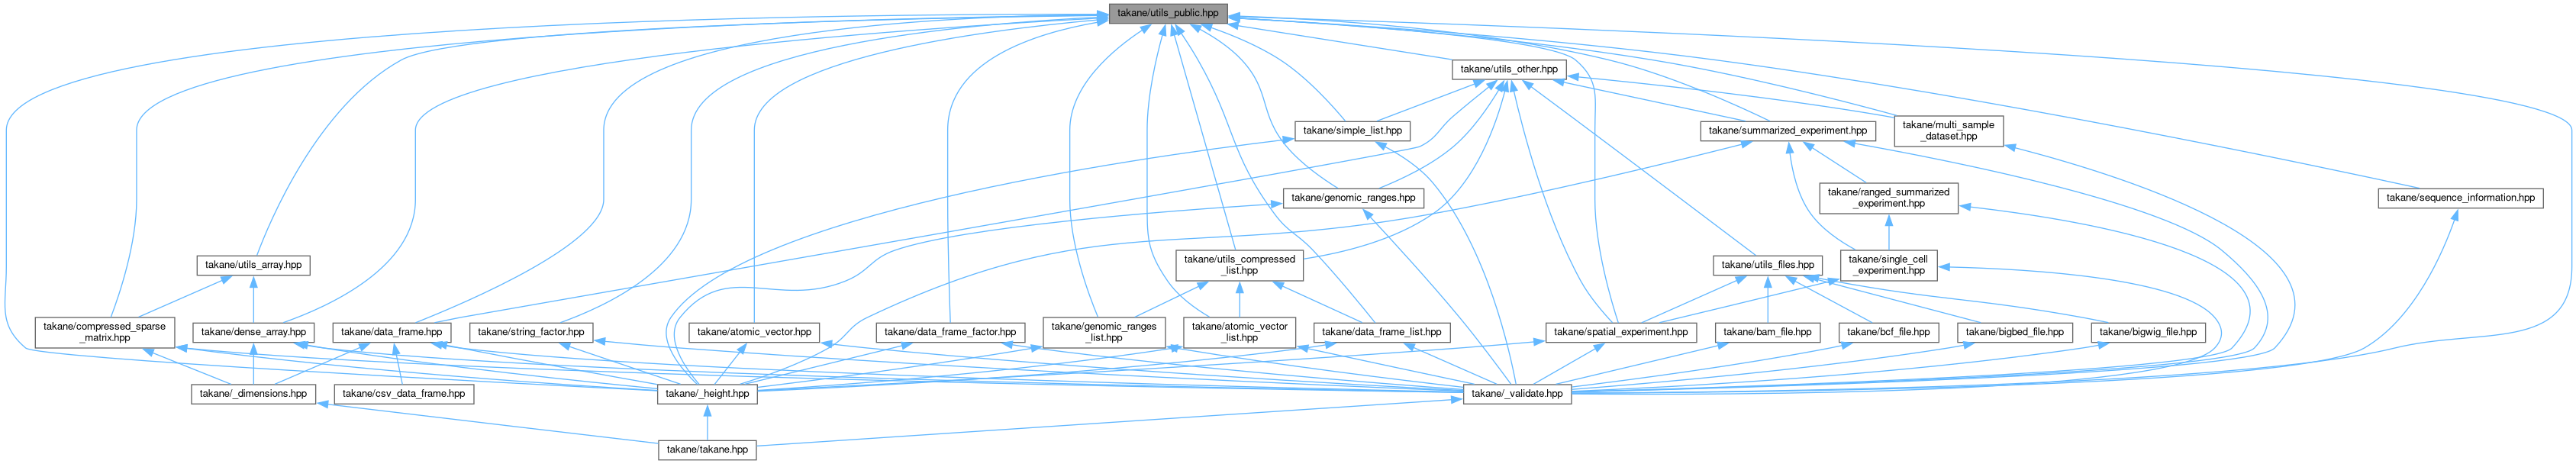 takane/utils_public.hpp
takane/utils_other.hpp
takane/simple_list.hpp
takane/summarized_experiment.hpp
takane/multi_sample
_dataset.hpp
takane/genomic_ranges.hpp
takane/ranged_summarized
_experiment.hpp
takane/sequence_information.hpp
takane/utils_array.hpp
takane/utils_compressed
_list.hpp
takane/utils_files.hpp
takane/single_cell
_experiment.hpp
takane/compressed_sparse
_matrix.hpp
takane/dense_array.hpp
takane/data_frame.hpp
takane/string_factor.hpp
takane/atomic_vector.hpp
takane/data_frame_factor.hpp
takane/genomic_ranges
_list.hpp
takane/atomic_vector
_list.hpp
takane/data_frame_list.hpp
takane/spatial_experiment.hpp
takane/bam_file.hpp
takane/bcf_file.hpp
takane/bigbed_file.hpp
takane/bigwig_file.hpp
takane/_dimensions.hpp
takane/csv_data_frame.hpp
takane/_height.hpp
takane/_validate.hpp
takane/takane.hpp